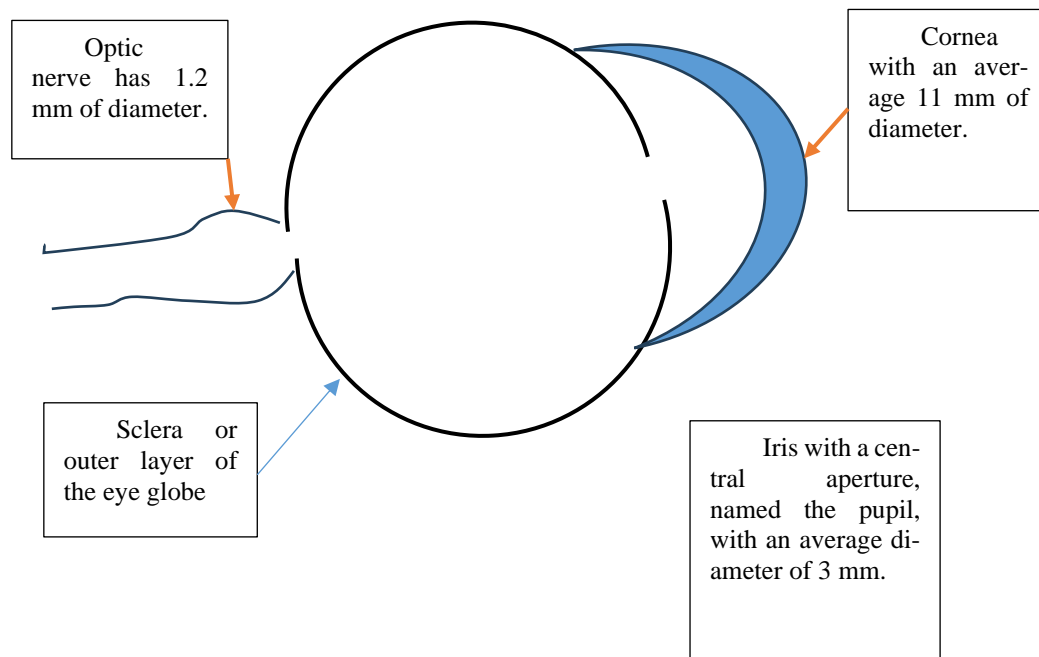 Optic
nerve has 1.2
mm of diameter.
Cornea
with an aver-
age 11 mm of
diameter.
Sclera or
outer layer of
the eye globe
Iris with a cen-
tral aperture,
named the pupil,
with an average di-
ameter of 3 mm.